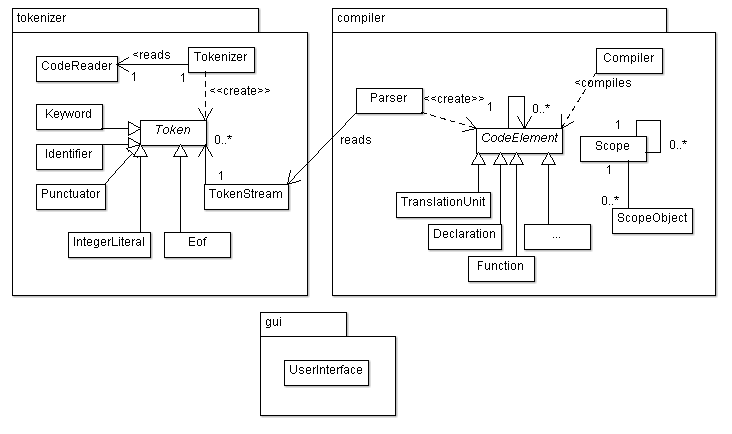 tokenizer
compiler
<reads
CodeReader
Tokenizer
1
1
<<create>>
Keyword
Token
0..*
Identifier
Punctuator
1
TokenStream
IntegerLiteral
Eof
reads
Parser
<<create>>
1
0..*
Compiler
<compiles
CodeElement
1
Scope
0..*
1
0..*
ScopeObject
TranslationUnit
Declaration
...
Function
gui
UserInterface